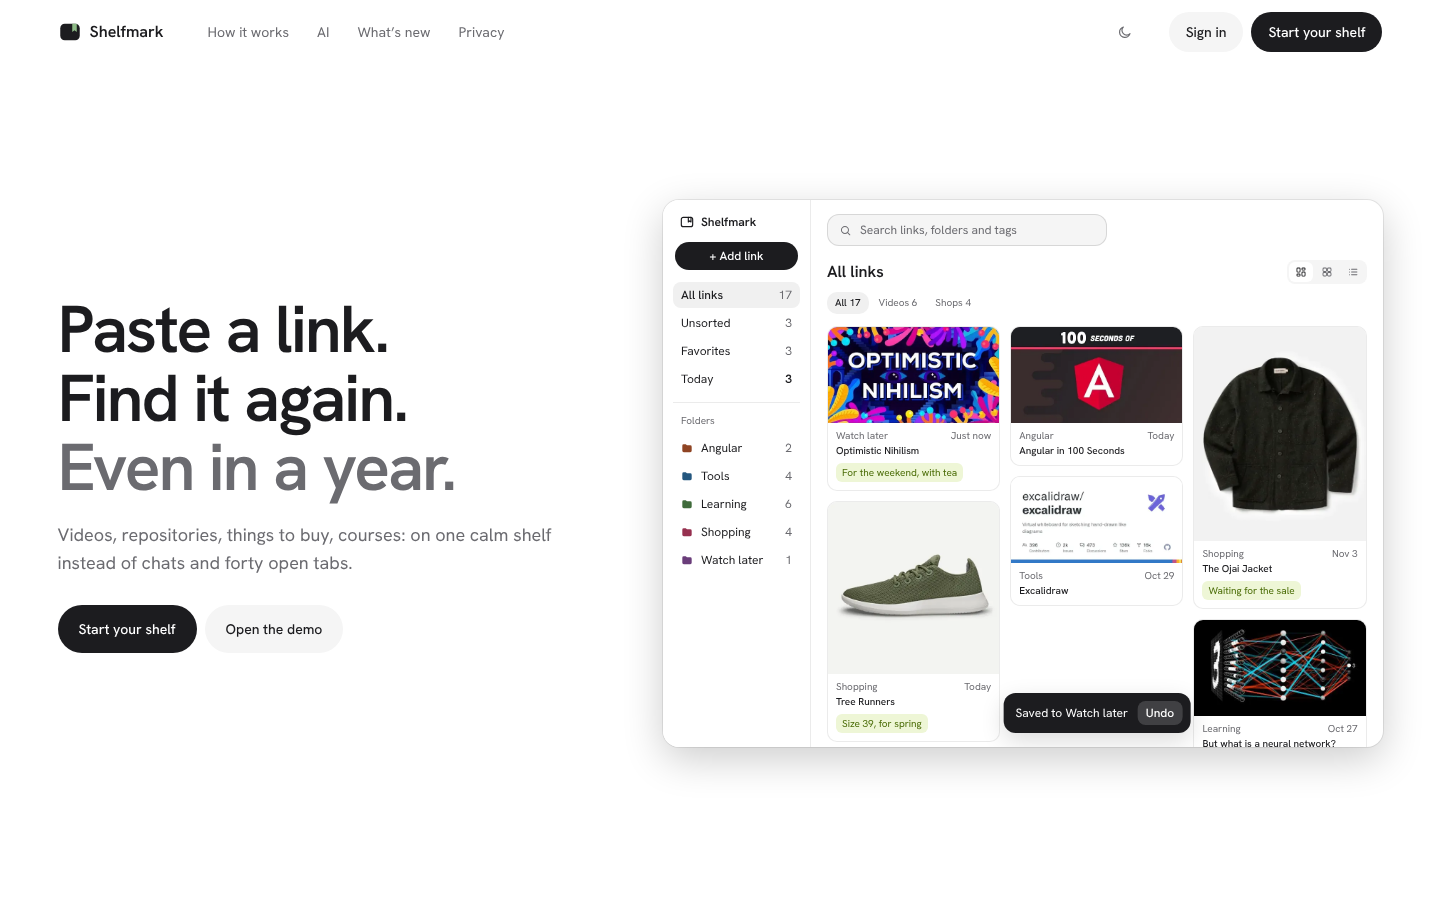 Shelfmark
How it works
AI
What's new
Privacy
Sign in
Start your shelf
Paste a link.
Find it again.
Even in a year.
Videos, repositories, things to buy, courses: on one calm shelf
instead of chats and forty open tabs.
Start your shelf
Open the demo
Shelfmark
+ Add link
All links 17
Unsorted 3
Favorites 3
Today 3
Folders
Angular 2
Tools 4
Learning 6
Shopping 4
Watch later 1
Search links, folders and tags
All links
All 17
Videos 6
Shops 4
OPTIMISTIC
NIHILISM
Watch later Just now
Optimistic Nihilism
For the weekend, with tea
Shopping Today
Tree Runners
Size 39, for spring
100 SECONDS OF
Angular Today
Angular in 100 Seconds
excalidraw/
excalidraw
Tools Oct 29
Excalidraw
Saved to Watch later
Undo
Shopping Nov 3
The Ojai Jacket
Waiting for the sale
Learning Oct 27
But what is a neural network?